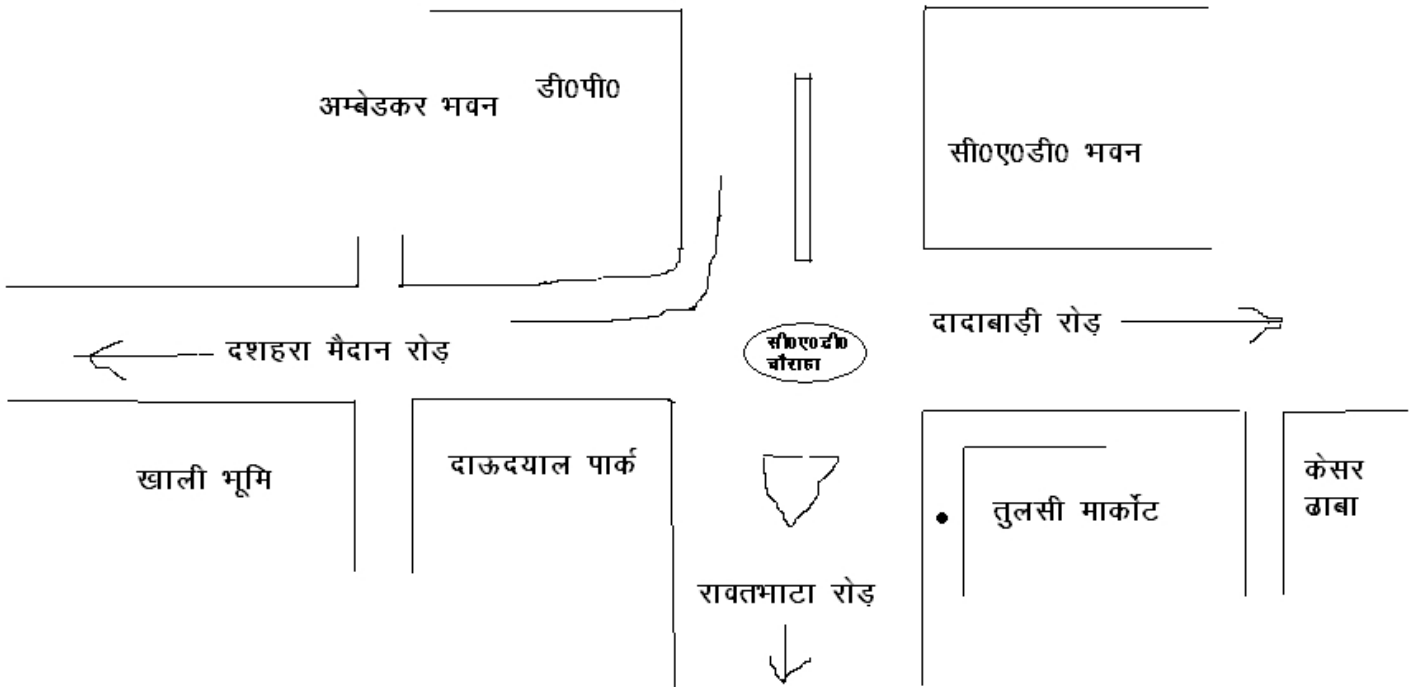 डी0पी0
अम्बेडकर भवन
सी0ए0डी0 भवन
दादाबाड़ी रोड़
सी0ए0डी0
चौराहा
दशहरा मैदान रोड़
खाली भूमि
दाऊदयाल पार्क
तुलसी मार्कोट
केसर
ढाबा
रावतभाटा रोड़